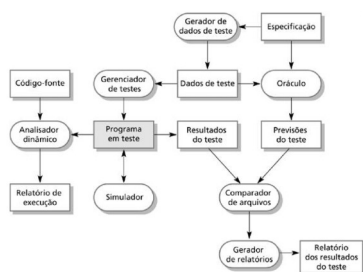 Gerador de
dados de teste
Especificação
Código-fonte
Gerenciador
de testes
Dados de teste
Oráculo
Analisador
dinâmico
Programa
em teste
Resultados
do teste
Previsões
do teste
Relatório de
execução
Simulador
Comparador
de arquivos
Gerador
de relatórios
Relatório
dos resultados
do teste